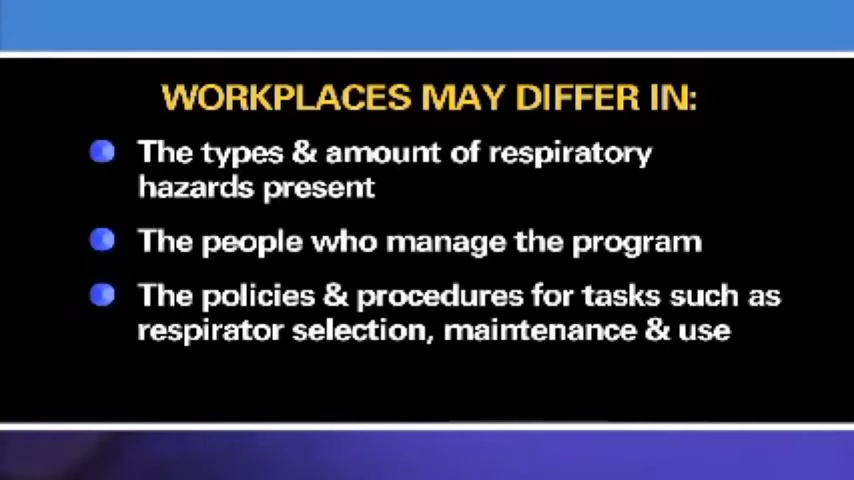 WORKPLACES MAY DIFFER IN:
The types & amount of respiratory
hazards present
The people who manage the program
The policies & procedures for tasks such as
respirator selection, maintenance & use